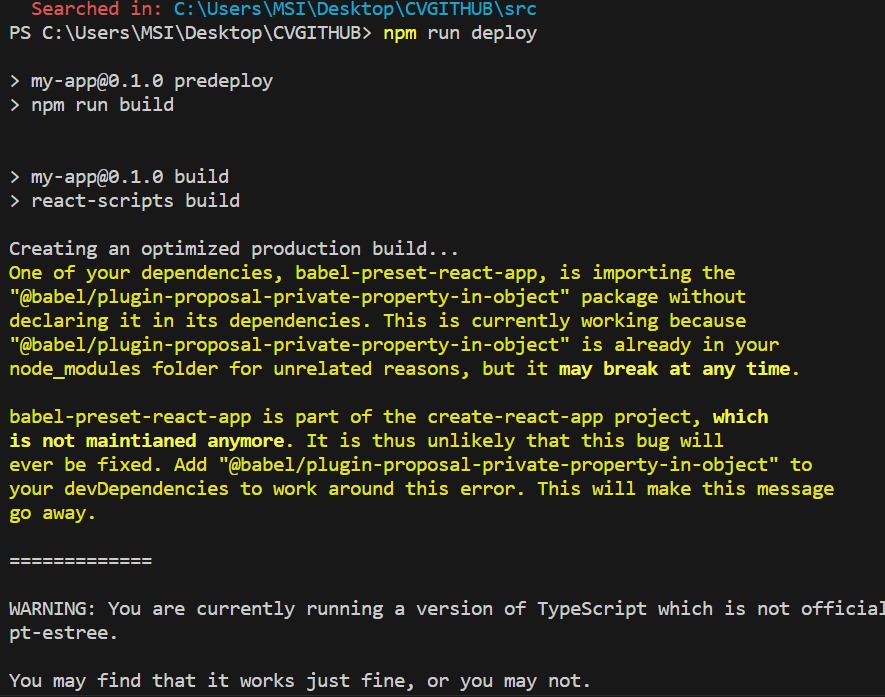 Searched in: C:\Users\MSI\Desktop\CVGITHUB\src
PS C:\Users\MSI\Desktop\CVGITHUB> npm run deploy
> my-app@0.1.0 predeploy
> npm run build
> my-app@0.1.0 build
> react-scripts build
Creating an optimized production build...
One of your dependencies, babel-preset-react-app, is importing the
"@babel/plugin-proposal-private-property-in-object" package without
declaring it in its dependencies. This is currently working because
"@babel/plugin-proposal-private-property-in-object" is already in your
node_modules folder for unrelated reasons, but it may break at any time.
babel-preset-react-app is part of the create-react-app project, which
is not maintianed anymore. It is thus unlikely that this bug will
ever be fixed. Add "@babel/plugin-proposal-private-property-in-object" to
your devDependencies to work around this error. This will make this message
go away.
=============
WARNING: You are currently running a version of TypeScript which is not official
pt-estree.
You may find that it works just fine, or you may not.